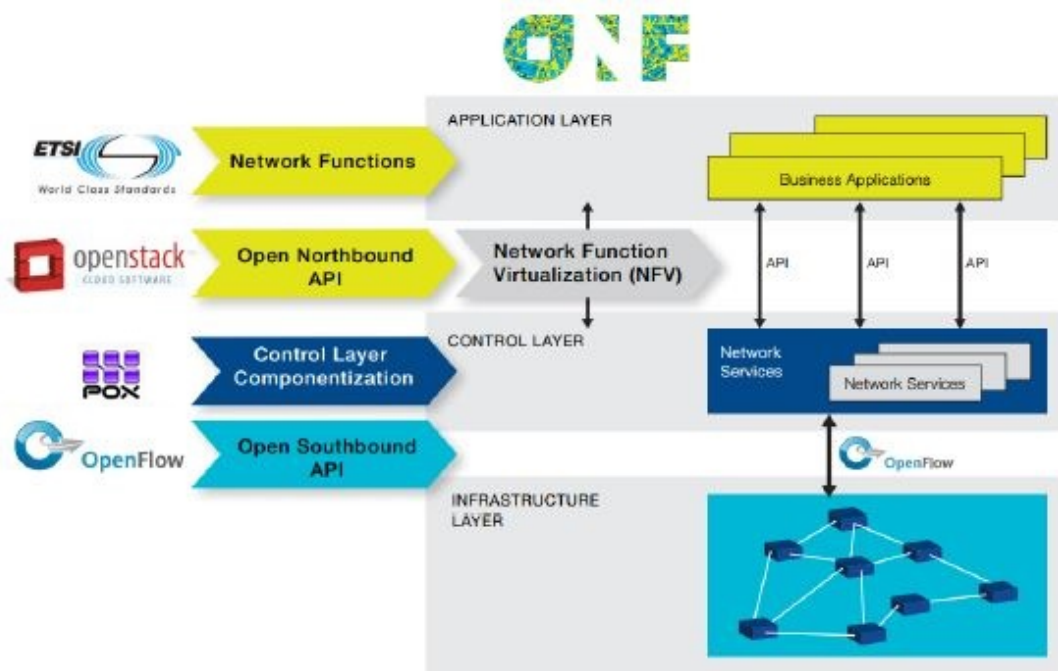 ONF
APPLICATION LAYER
ETSI
World Class Standards
Network Functions
Business Applications
openstack
CLOUD SOFTWARE
Open Northbound
API
Network Function
Virtualization (NFV)
API
API
API
POX
Control Layer
Componentization
CONTROL LAYER
Network
Services
Network Services
OpenFlow
Open Southbound
API
OpenFlow
INFRASTRUCTURE
LAYER